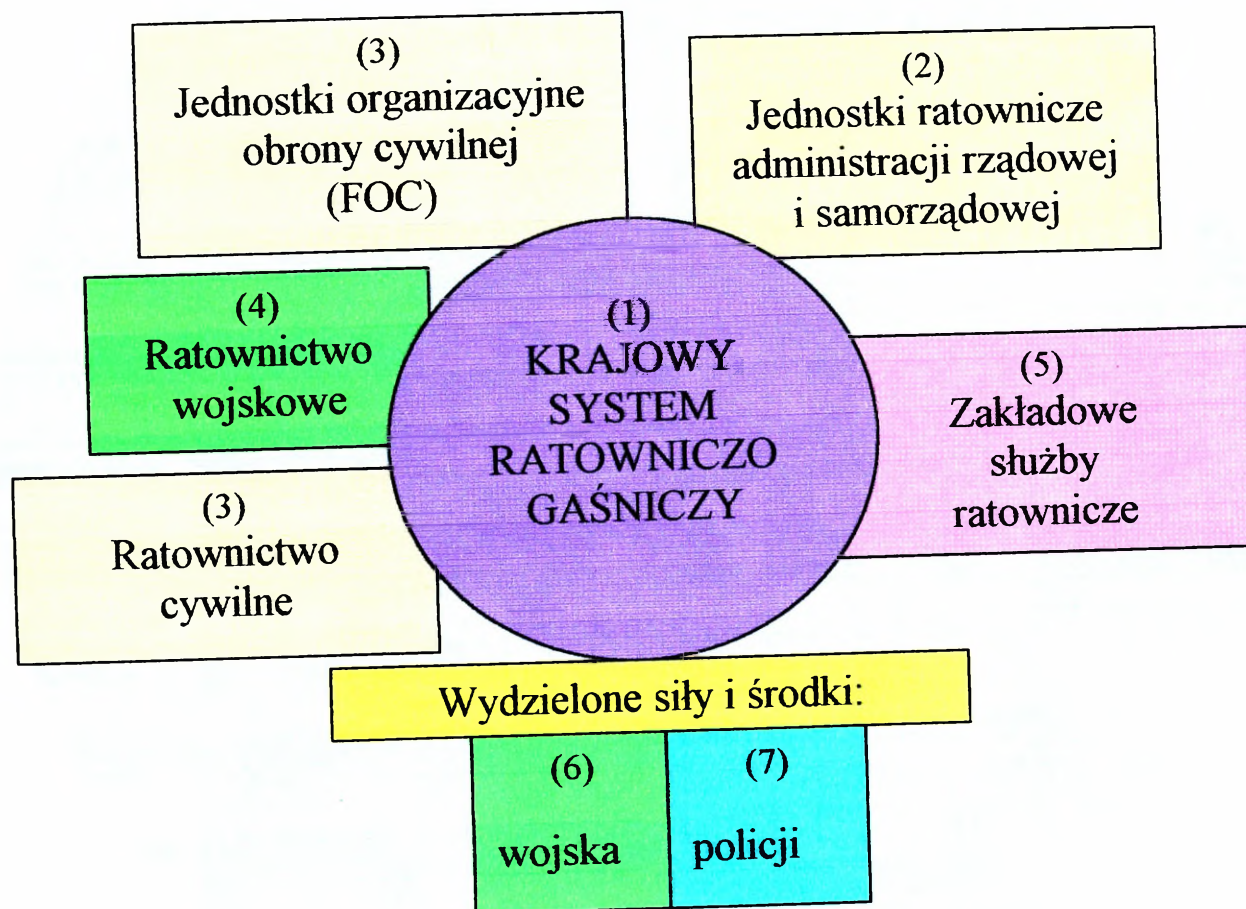 (3)
Jednostki organizacyjne
obrony cywilnej
(FOC)
(2)
Jednostki ratownicze
administracji rządowej
i samorządowej
(4)
Ratownictwo
wojskowe
(1)
KRAJOWY
SYSTEM
RATOWNICZO
GAŚNICZY
(5)
Zakładowe
służby
ratownicze
(3)
Ratownictwo
cywilne
Wydzielone siły i środki:
(6)
wojska
(7)
policji